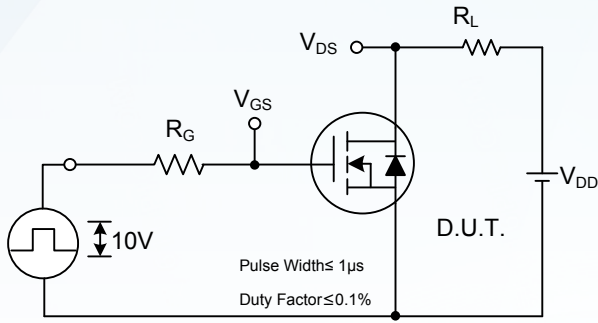 R_L
V_DS
V_GS
R_G
V_DD
10V
D.U.T.
Pulse Width≤ 1µs
Duty Factor≤0.1%